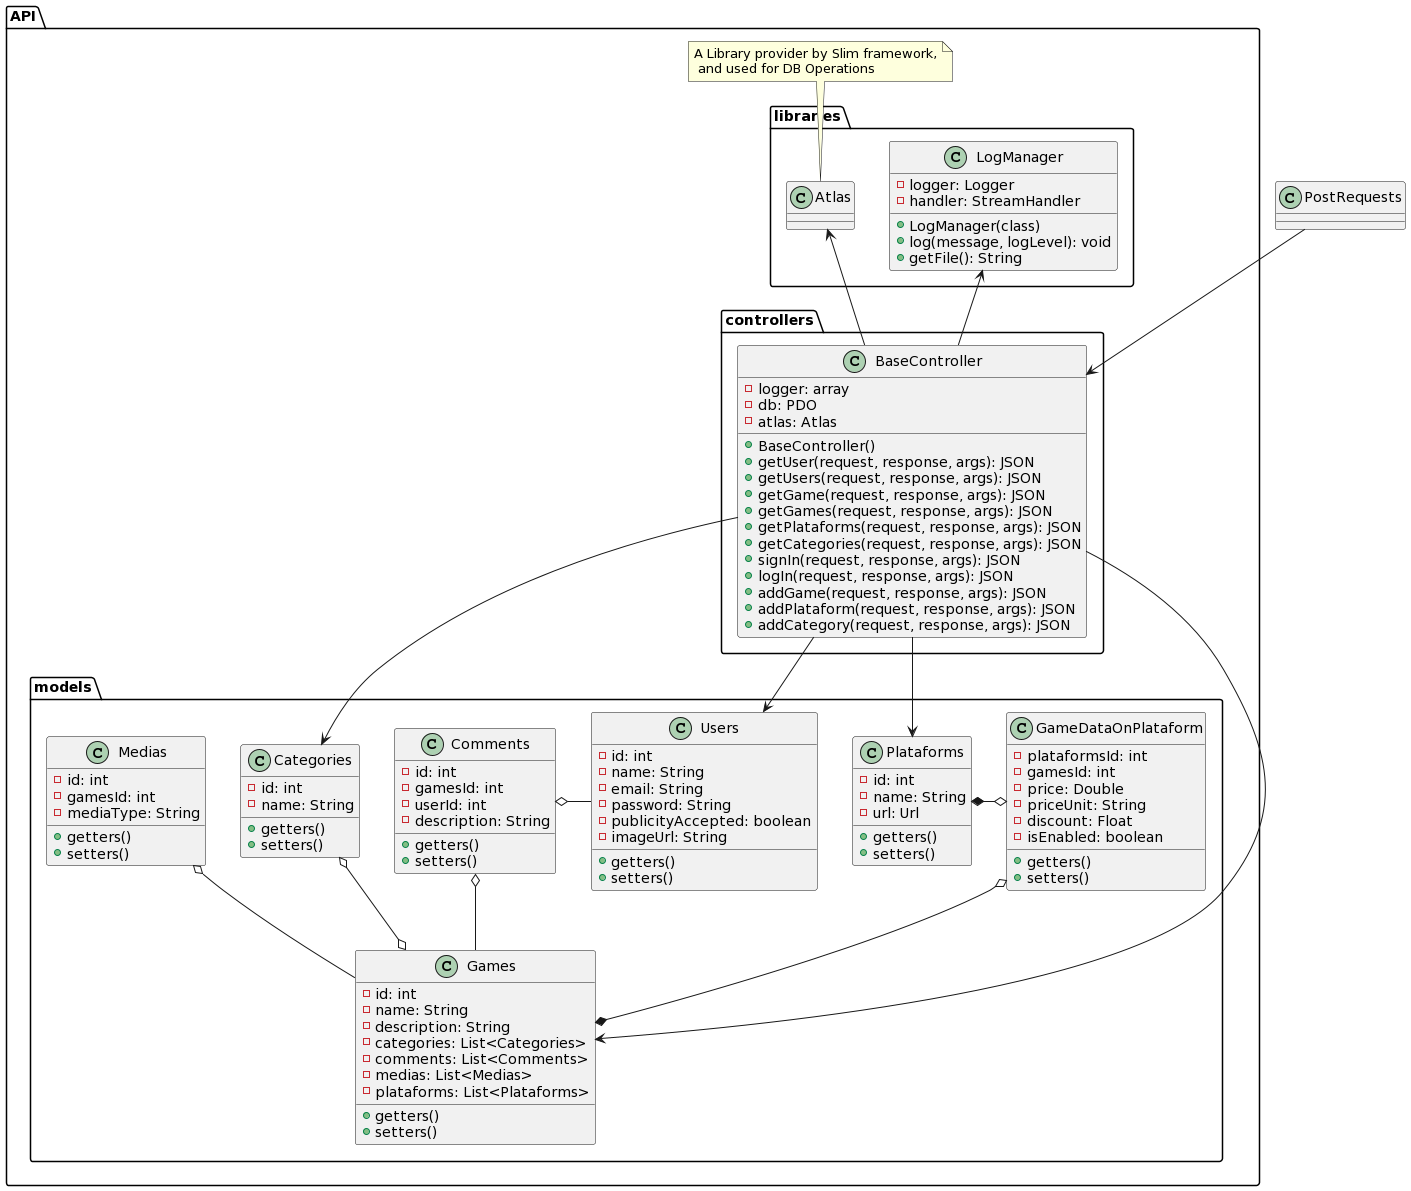 API
A Library provider by Slim framework,
and used for DB Operations
libraries
C Atlas
C LogManager
logger: Logger
handler: StreamHandler
LogManager(class)
log(message, logLevel): void
getFile(): String
C PostRequests
controllers
C BaseController
logger: array
db: PDO
atlas: Atlas
BaseController()
getUser(request, response, args): JSON
getUsers(request, response, args): JSON
getGame(request, response, args): JSON
getGames(request, response, args): JSON
getPlataforms(request, response, args): JSON
getCategories(request, response, args): JSON
signIn(request, response, args): JSON
logIn(request, response, args): JSON
addGame(request, response, args): JSON
addPlataform(request, response, args): JSON
addCategory(request, response, args): JSON
models
C Medias
id: int
gamesId: int
mediaType: String
getters()
setters()
C Categories
id: int
name: String
getters()
setters()
C Comments
id: int
gamesId: int
userId: int
description: String
getters()
setters()
C Users
id: int
name: String
email: String
password: String
publicityAccepted: boolean
imageUrl: String
getters()
setters()
C Plataforms
id: int
name: String
url: Url
getters()
setters()
C GameDataOnPlataform
plataformsId: int
gamesId: int
price: Double
priceUnit: String
discount: Float
isEnabled: boolean
getters()
setters()
C Games
id: int
name: String
description: String
categories: List<Categories>
comments: List<Comments>
medias: List<Medias>
plataforms: List<Plataforms>
getters()
setters()